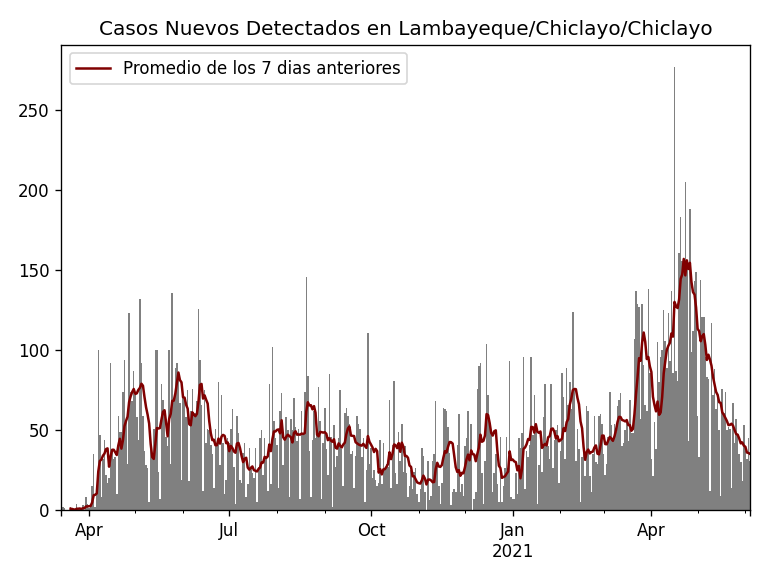 Casos Nuevos Detectados en Lambayeque/Chiclayo/Chiclayo
Promedio de los 7 dias anteriores
250
200
150
100
50
0
Apr Jul Oct Jan Apr
2021